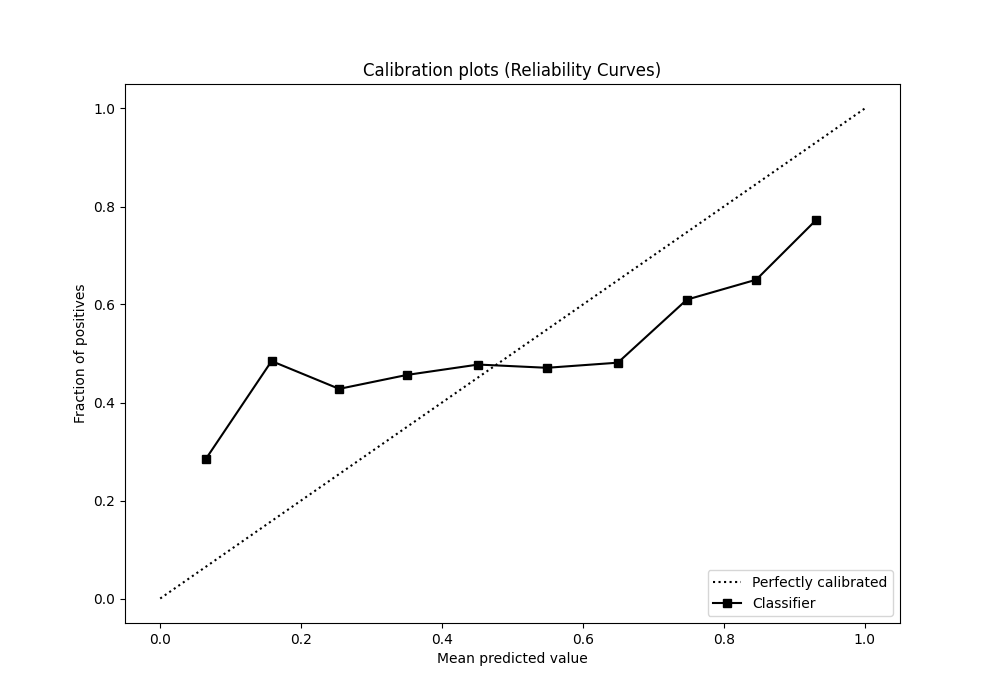 Calibration plots (Reliability Curves)
1.0
0.8
0.6
0.4
0.2
0.0
Fraction of positives
0.0 0.2 0.4 0.6 0.8 1.0
Mean predicted value
Perfectly calibrated
Classifier